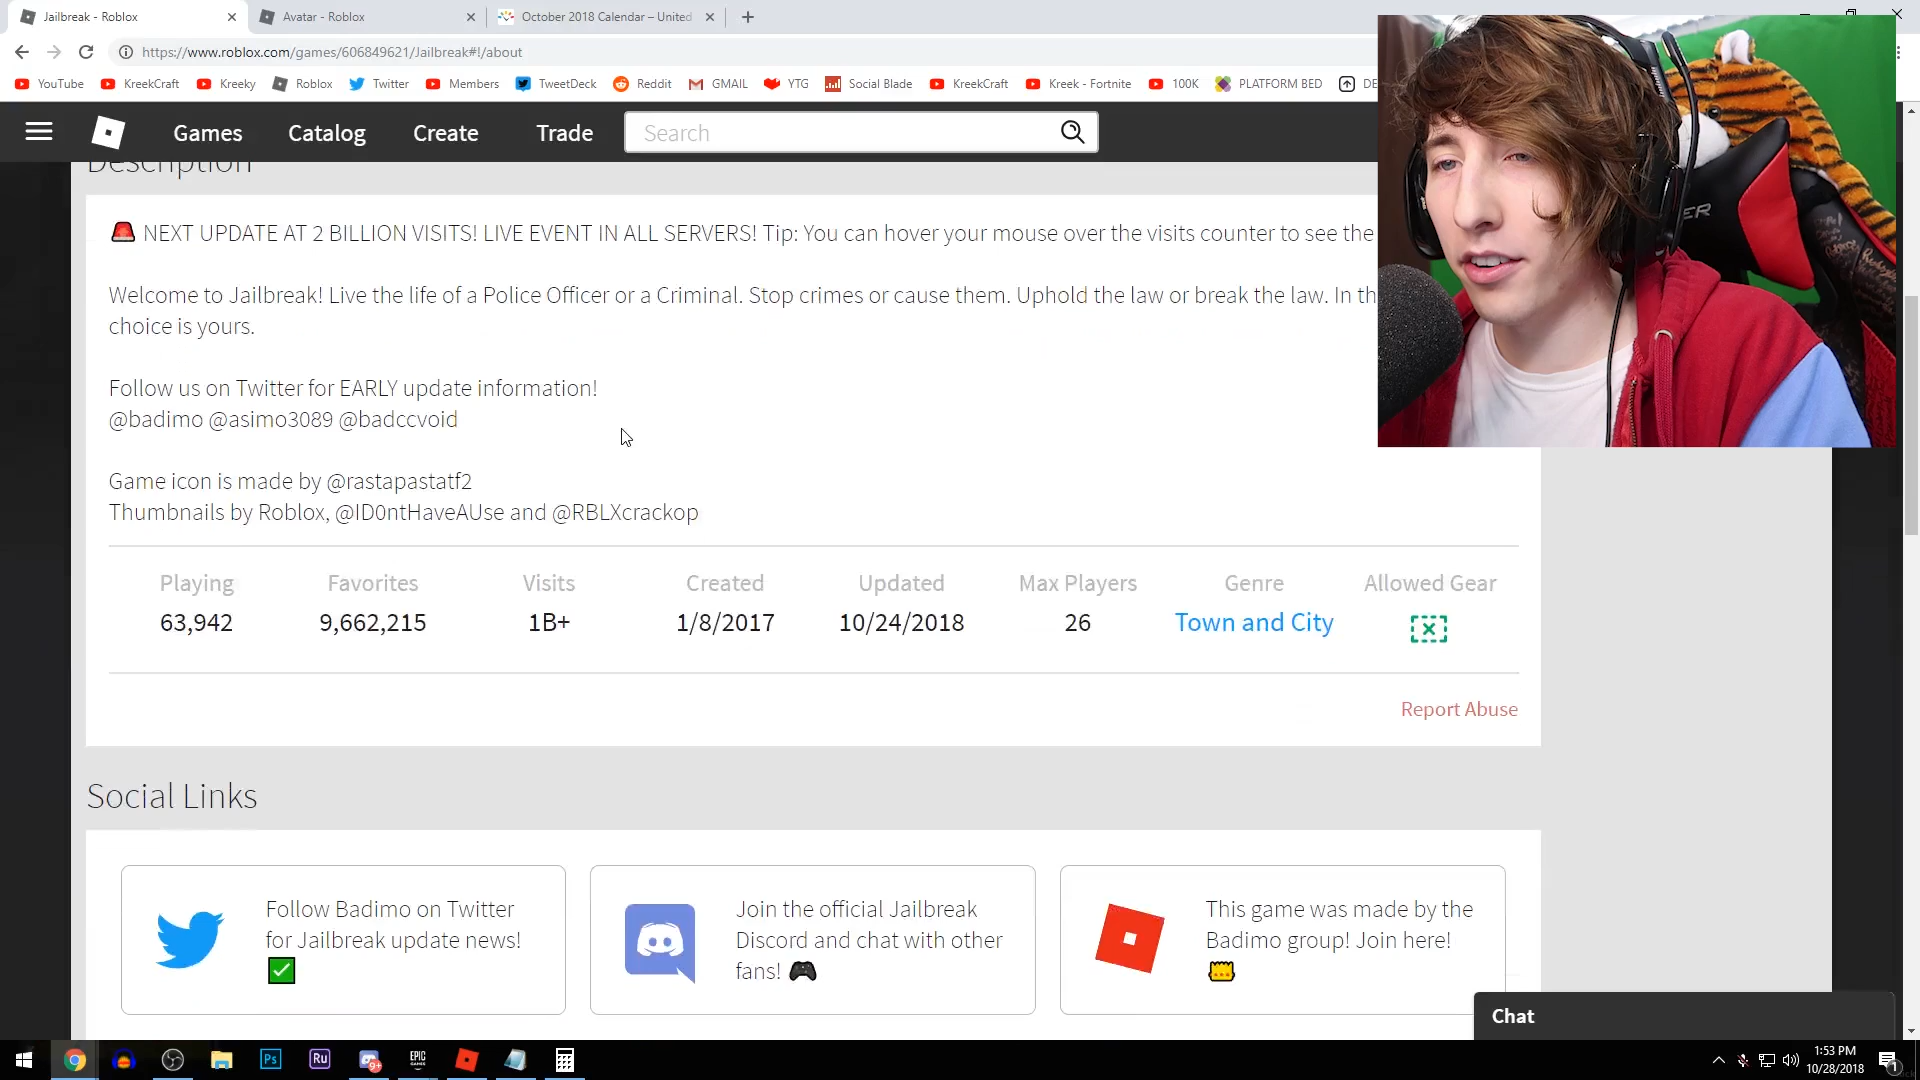 Jailbreak - Roblox
Avatar - Roblox
October 2018 Calendar – United
https://www.roblox.com/games/606849621/Jailbreak#!/about
YouTube KreekCraft Kreeky Roblox Twitter Members TweetDeck Reddit GMAIL YTG Social Blade KreekCraft Kreek - Fortnite 100K PLATFORM BED DE
Games Catalog Create Trade Search
Description
NEXT UPDATE AT 2 BILLION VISITS! LIVE EVENT IN ALL SERVERS! Tip: You can hover your mouse over the visits counter to see the
Welcome to Jailbreak! Live the life of a Police Officer or a Criminal. Stop crimes or cause them. Uphold the law or break the law. In th
choice is yours.
Follow us on Twitter for EARLY update information!
@badimo @asimo3089 @badccvoid
Game icon is made by @rastapastatf2
Thumbnails by Roblox, @ID0ntHaveAUse and @RBLXcrackop
Playing Favorites Visits Created Updated Max Players Genre Allowed Gear
63,942 9,662,215 1B+ 1/8/2017 10/24/2018 26 Town and City
Report Abuse
Social Links
Follow Badimo on Twitter
for Jailbreak update news!
Join the official Jailbreak
Discord and chat with other
fans!
This game was made by the
Badimo group! Join here!
Chat
Ps Ru 9+ EPIC GAMES
1:53 PM
10/28/2018
1